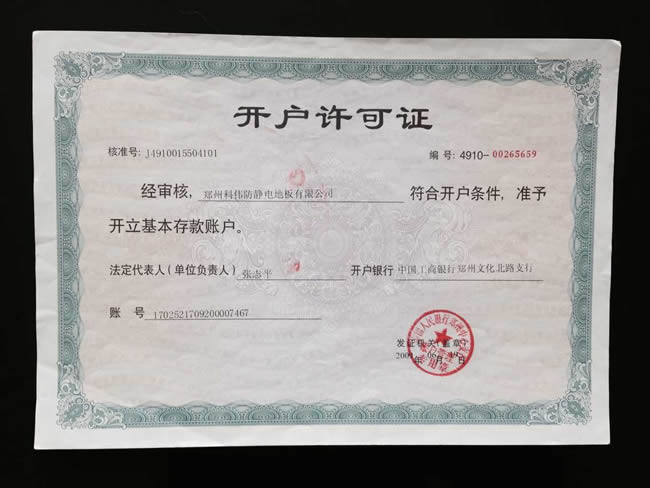 开户许可证
核准号: J4910015504101 编号: 4910-00265659
经审核, 郑州科伟防静电地板有限公司 符合开户条件, 准予
开立基本存款账户。
法定代表人(单位负责人) 张志平 开户银行 中国工商银行郑州文化北路支行
账 号 1702521709200007467
发证机关(盖章)
年 月 日